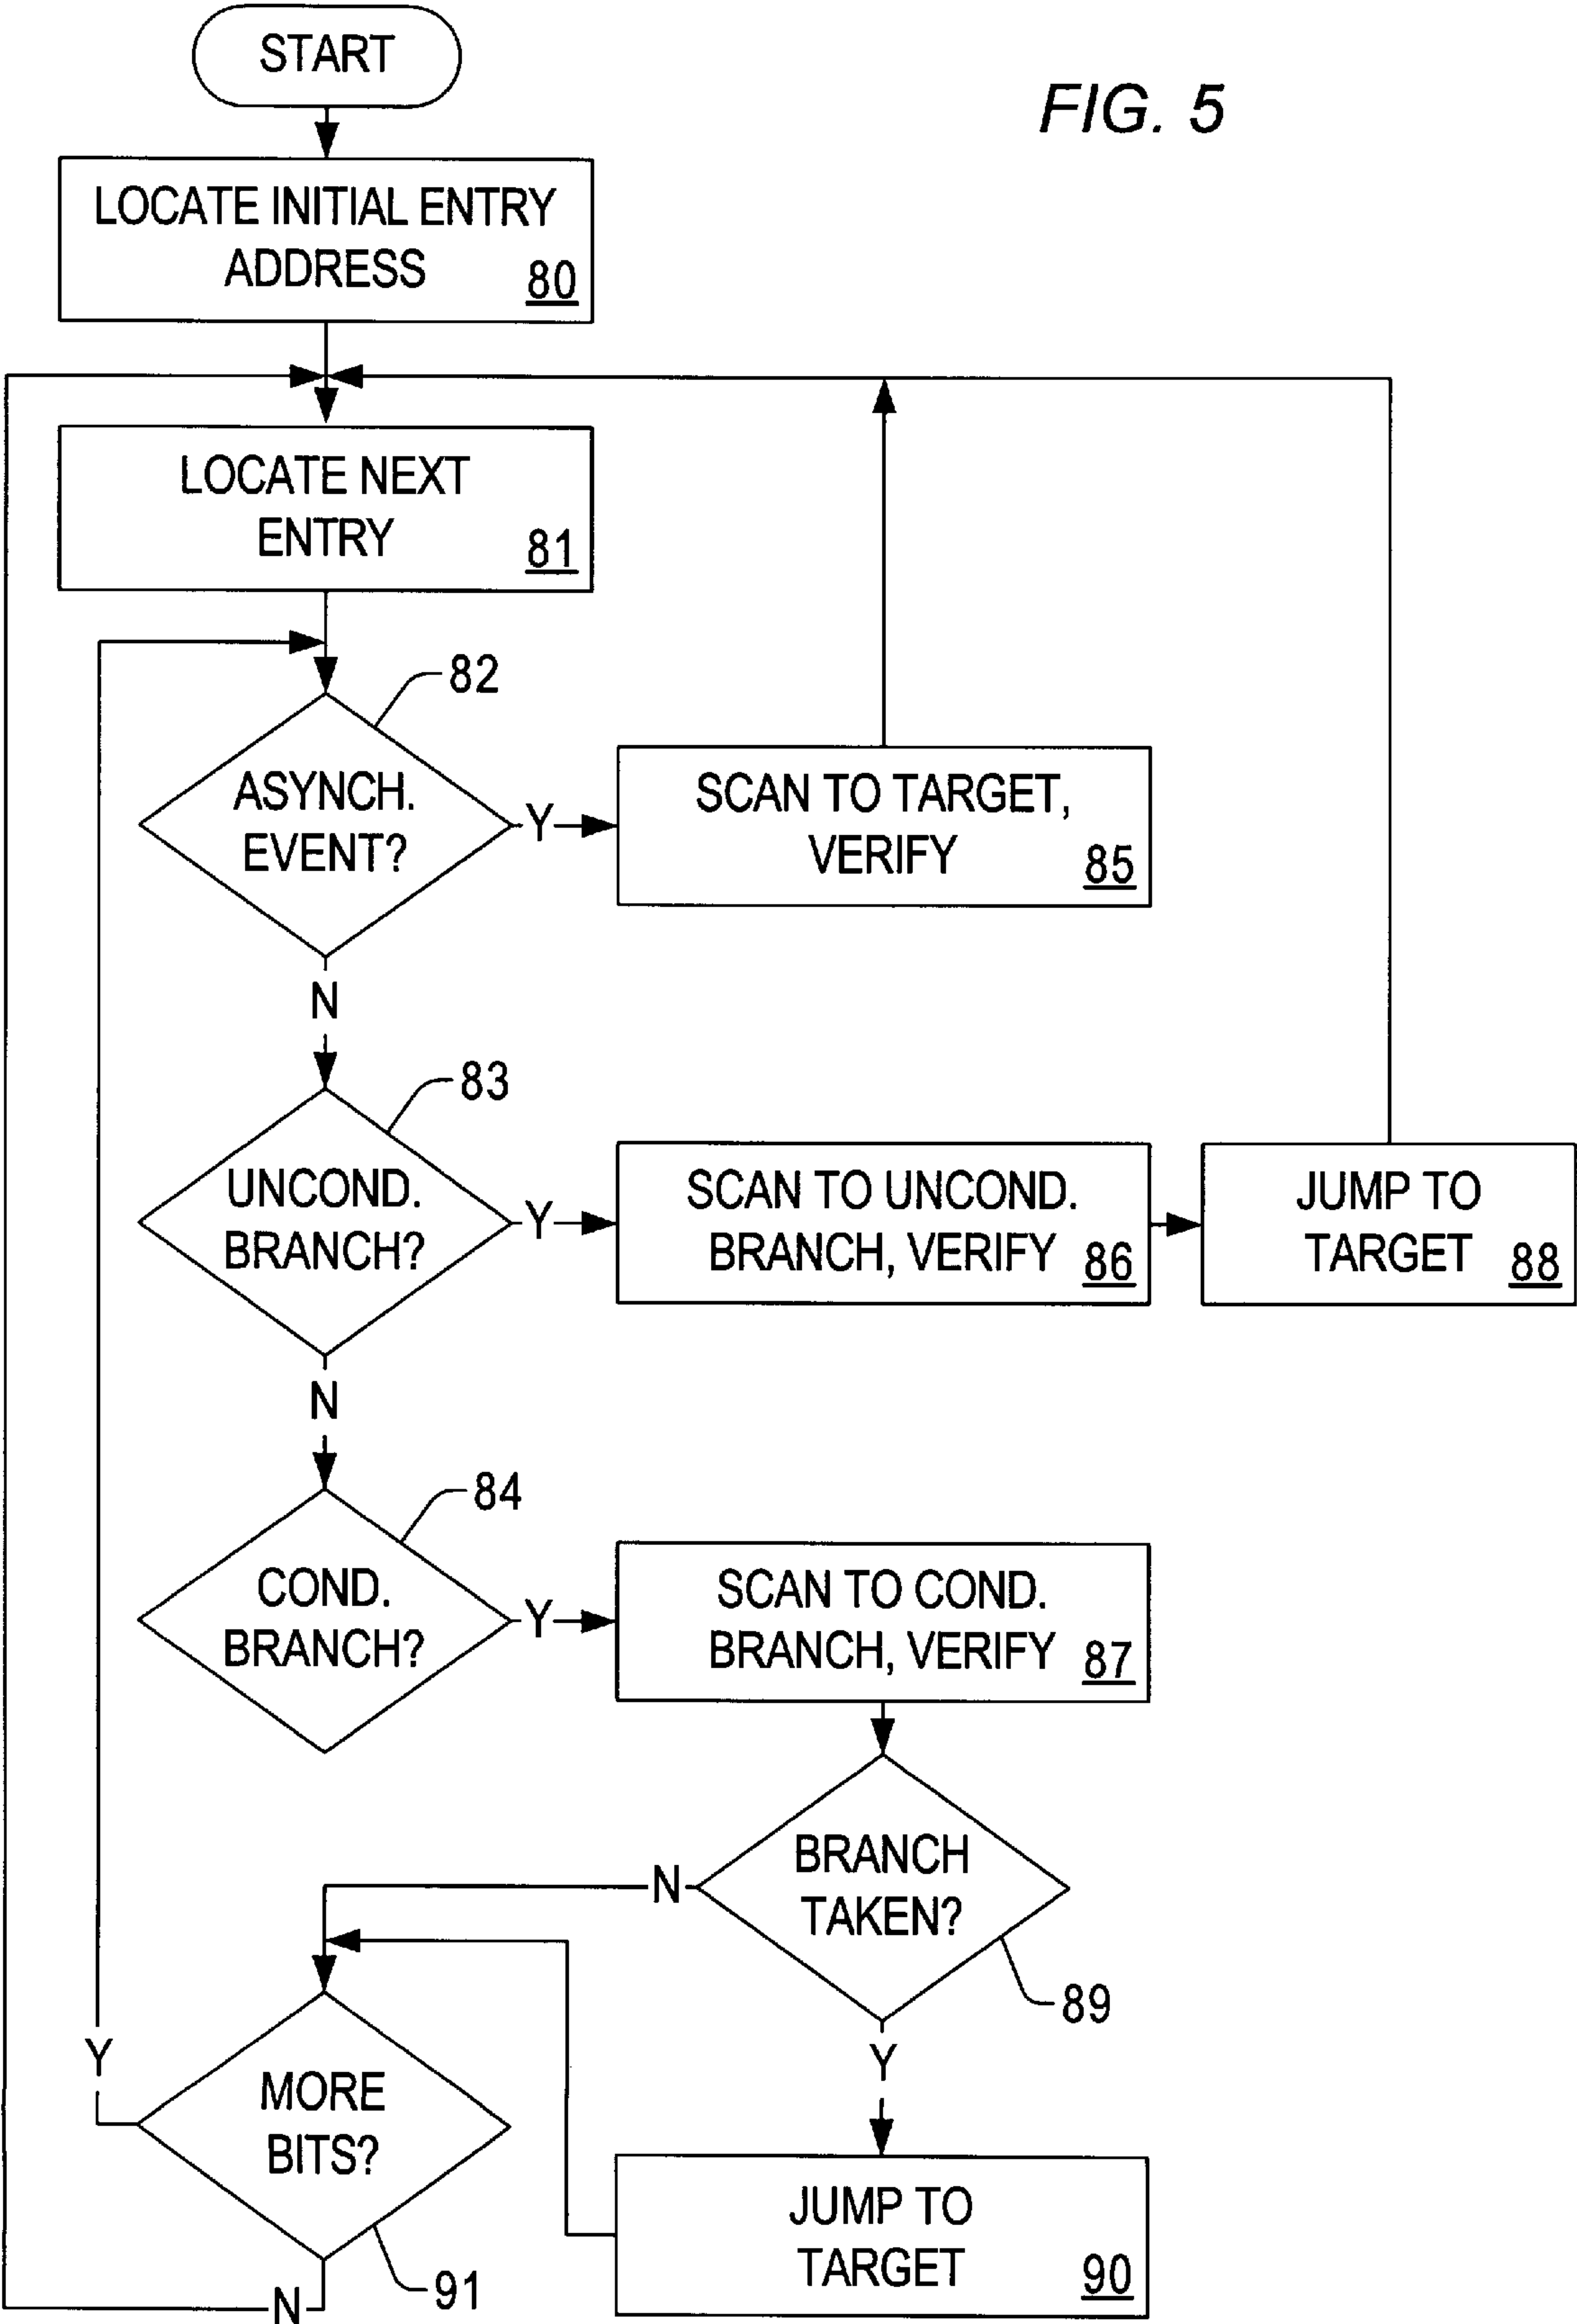 START
FIG. 5
LOCATE INITIAL ENTRY
ADDRESS
80
LOCATE NEXT
ENTRY
81
82
ASYNCH.
EVENT?
Y
SCAN TO TARGET,
VERIFY
85
N
83
UNCOND.
BRANCH?
Y
SCAN TO UNCOND.
BRANCH, VERIFY
86
JUMP TO
TARGET
88
N
84
COND.
BRANCH?
Y
SCAN TO COND.
BRANCH, VERIFY
87
BRANCH
TAKEN?
N
89
Y
Y
MORE
BITS?
91
N
JUMP TO
TARGET
90